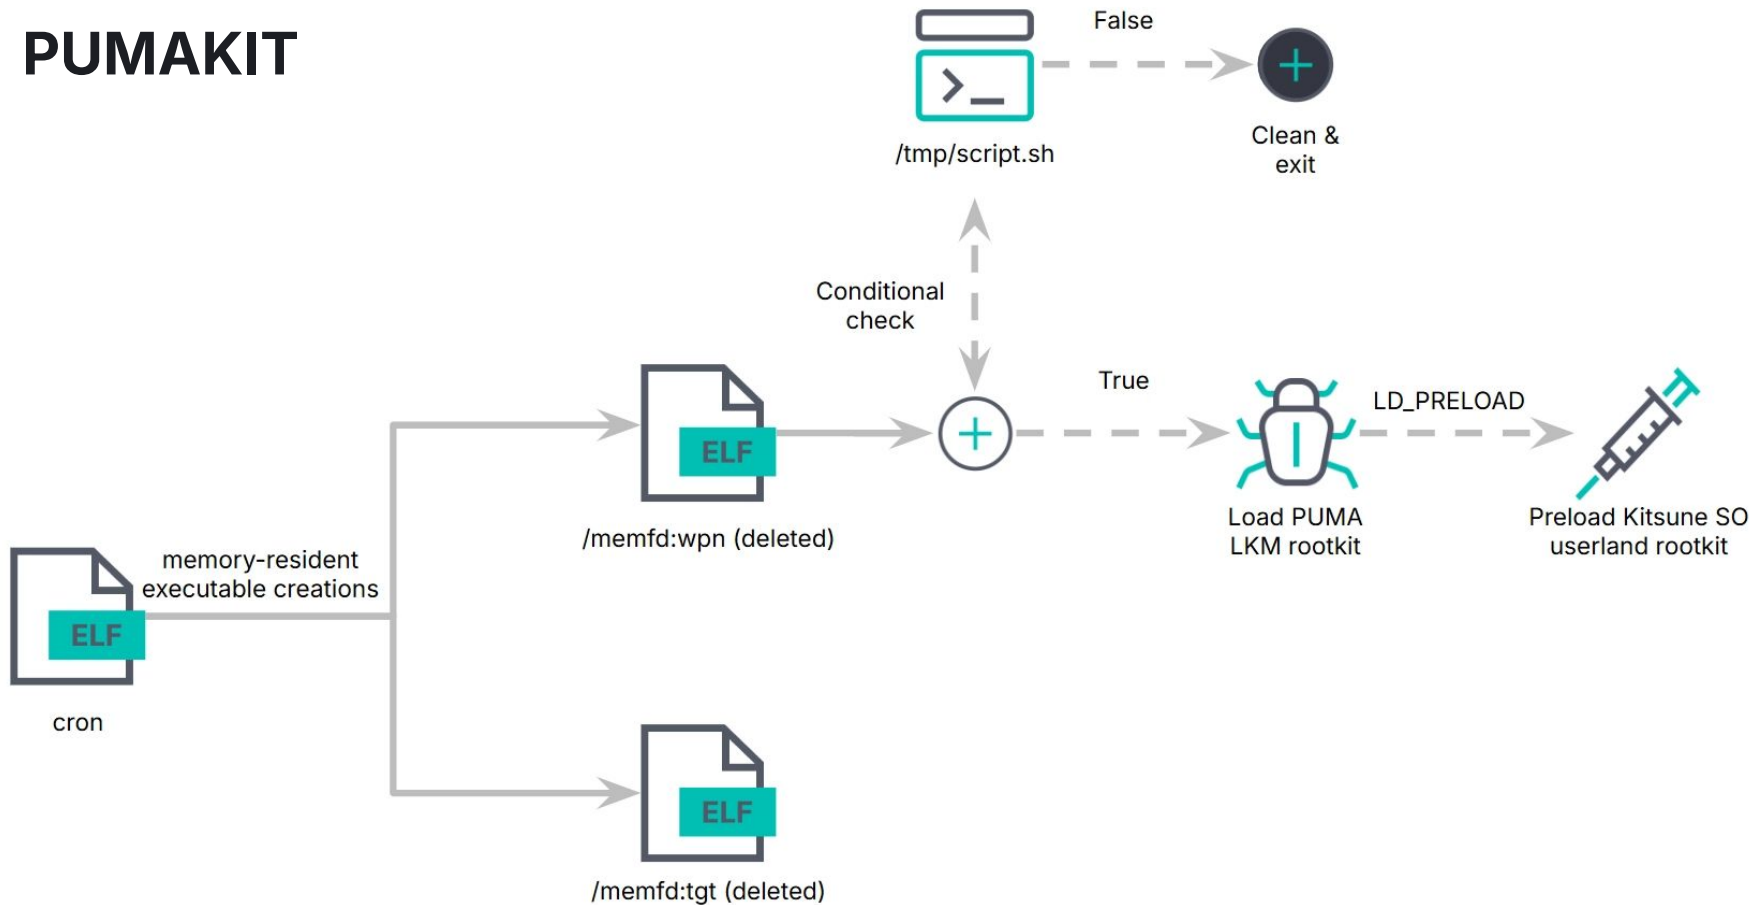 PUMAKIT
False
>_
Clean &
exit
/tmp/script.sh
Conditional
check
True
LD_PRELOAD
ELF
/memfd:wpn (deleted)
Load PUMA
LKM rootkit
Preload Kitsune SO
userland rootkit
memory-resident
executable creations
ELF
cron
ELF
/memfd:tgt (deleted)